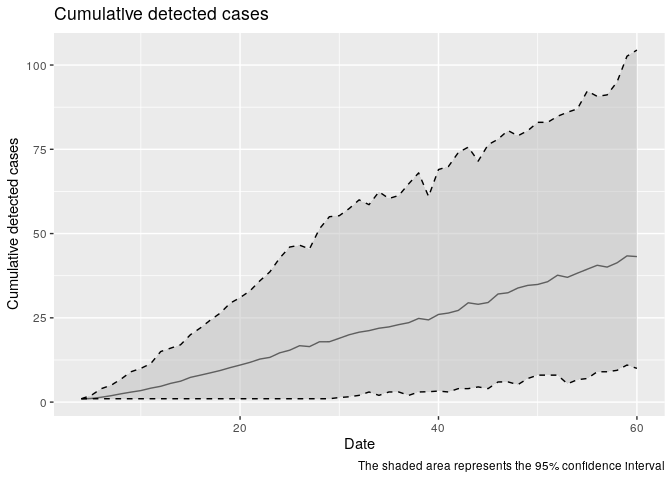 Cumulative detected cases
Cumulative detected cases
100
75
50
25
0
20
40
60
Date
The shaded area represents the 95% confidence interval